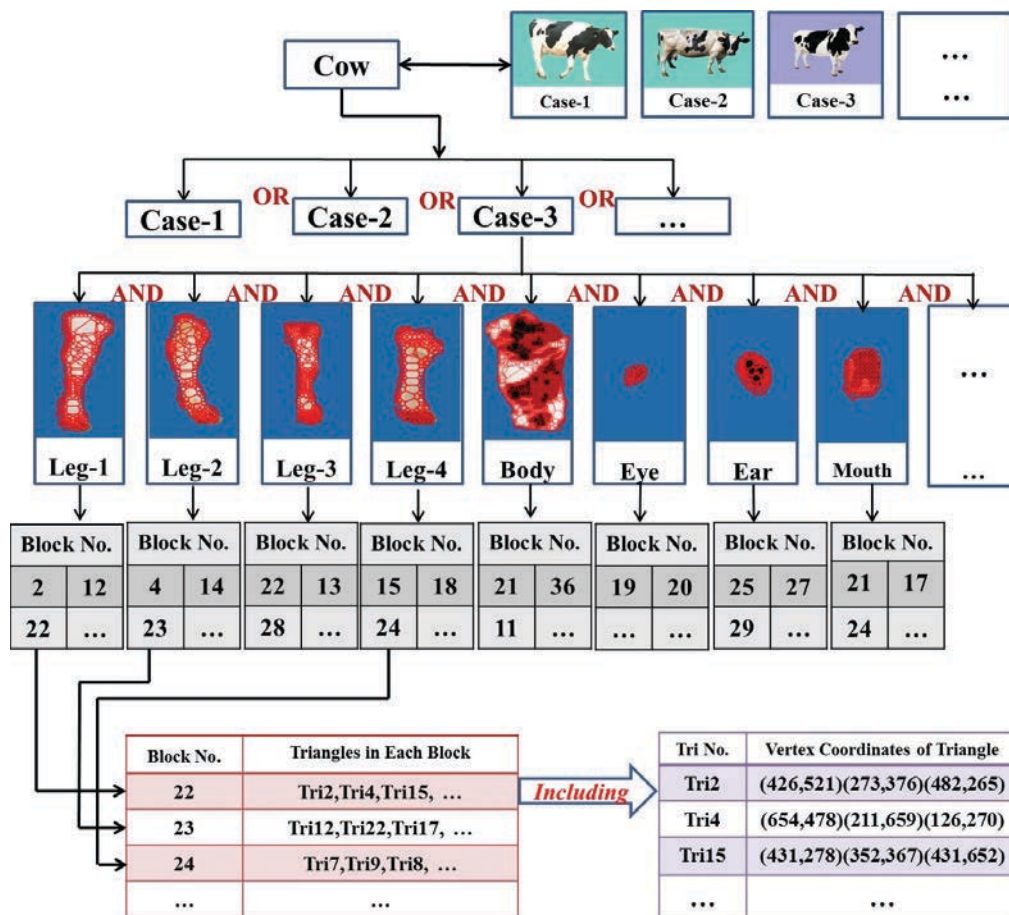 Cow
...
...
Case-1
Case-2
Case-3
OR
OR
OR
Case-1
Case-2
Case-3
...
AND
AND
AND
AND
AND
AND
AND
AND
...
Leg-1
Leg-2
Leg-3
Leg-4
Body
Eye
Ear
Mouth
...
Block No.
Block No.
Block No.
Block No.
Block No.
Block No.
Block No.
Block No.
2 12
4 14
22 13
15 18
21 36
19 20
25 27
21 17
22 ...
23 ...
28 ...
24 ...
11 ...
... ...
29 ...
24 ...
Block No. Triangles in Each Block
22 Tri2,Tri4,Tri15, ...
23 Tri12,Tri22,Tri17, ...
24 Tri7,Tri9,Tri8, ...
... ...
Including
Tri No. Vertex Coordinates of Triangle
Tri2 (426,521)(273,376)(482,265)
Tri4 (654,478)(211,659)(126,270)
Tri15 (431,278)(352,367)(431,652)
... ...